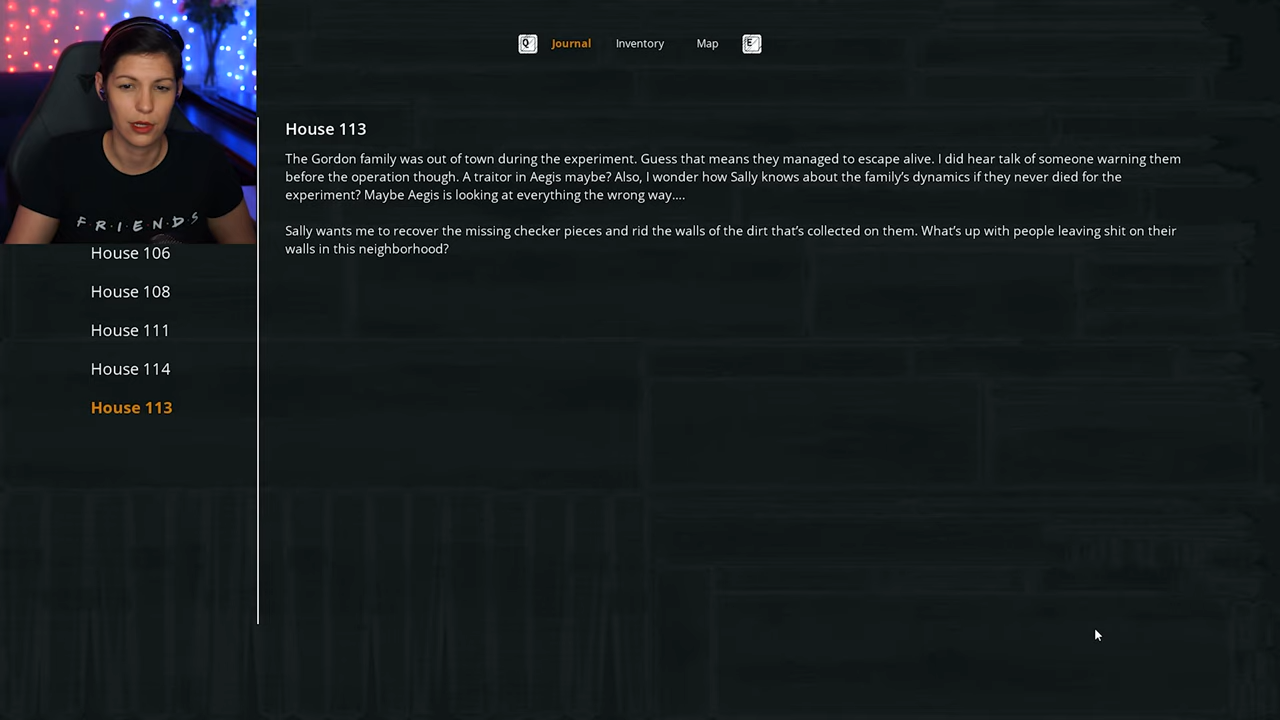 Q
Journal
Inventory
Map
E
F·R·I·E·N·D·S
House 106
House 108
House 111
House 114
House 113
House 113
The Gordon family was out of town during the experiment. Guess that means they managed to escape alive. I did hear talk of someone warning them
before the operation though. A traitor in Aegis maybe? Also, I wonder how Sally knows about the family's dynamics if they never died for the
experiment? Maybe Aegis is looking at everything the wrong way....
Sally wants me to recover the missing checker pieces and rid the walls of the dirt that's collected on them. What's up with people leaving shit on their
walls in this neighborhood?